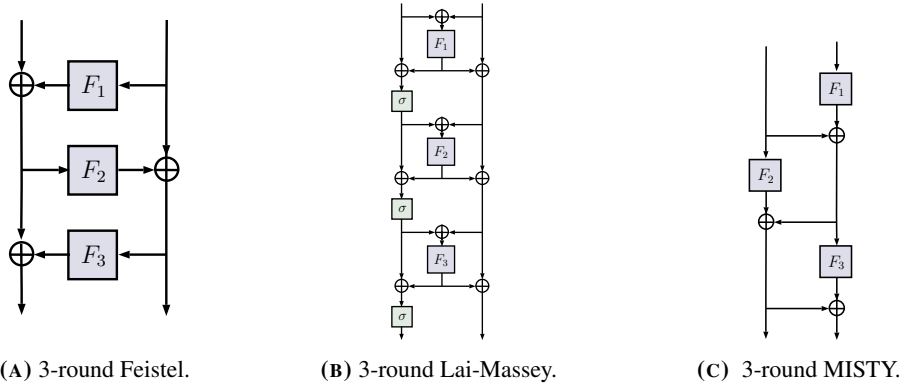 F1
F2
F3
F1
σ
F2
σ
F3
σ
F1
F2
F3
(A) 3-round Feistel.
(B) 3-round Lai-Massey.
(C) 3-round MISTY.